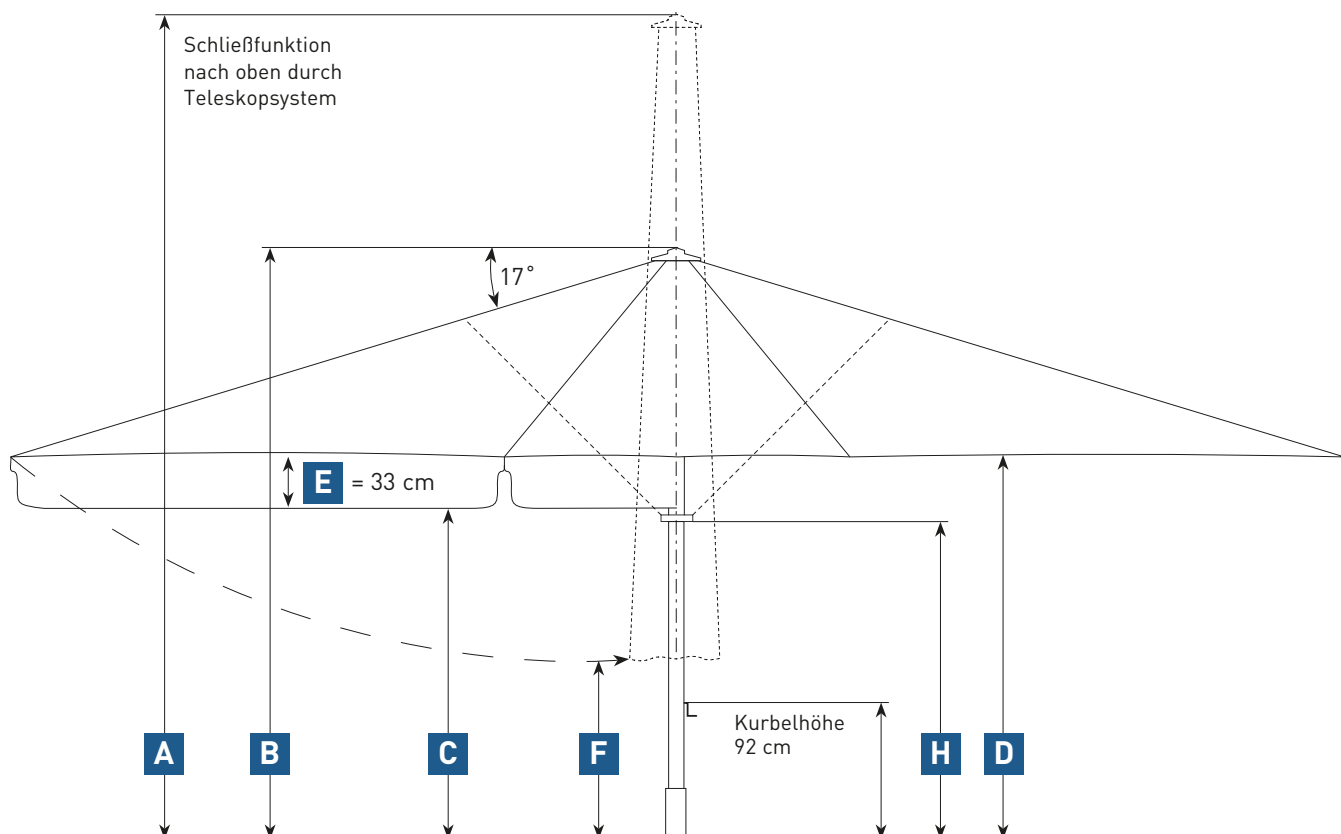 Schließfunktion
nach oben durch
Teleskopsystem
17°
E = 33 cm
Kurbelhöhe
92 cm
A
B
C
F
H
D